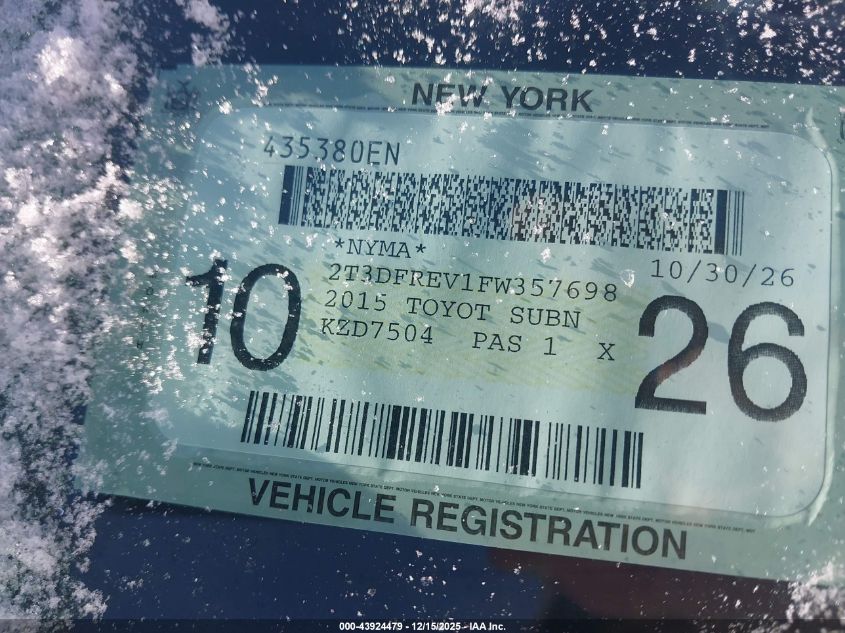 NEW YORK
435380EN
*NYMA*
2T3DFREV1FW357698
10/30/26
2015 TOYOT SUBN
KZD7504 PAS 1 X
10
26
VEHICLE REGISTRATION
000-43924479 - 12/15/2025 - IAA Inc.